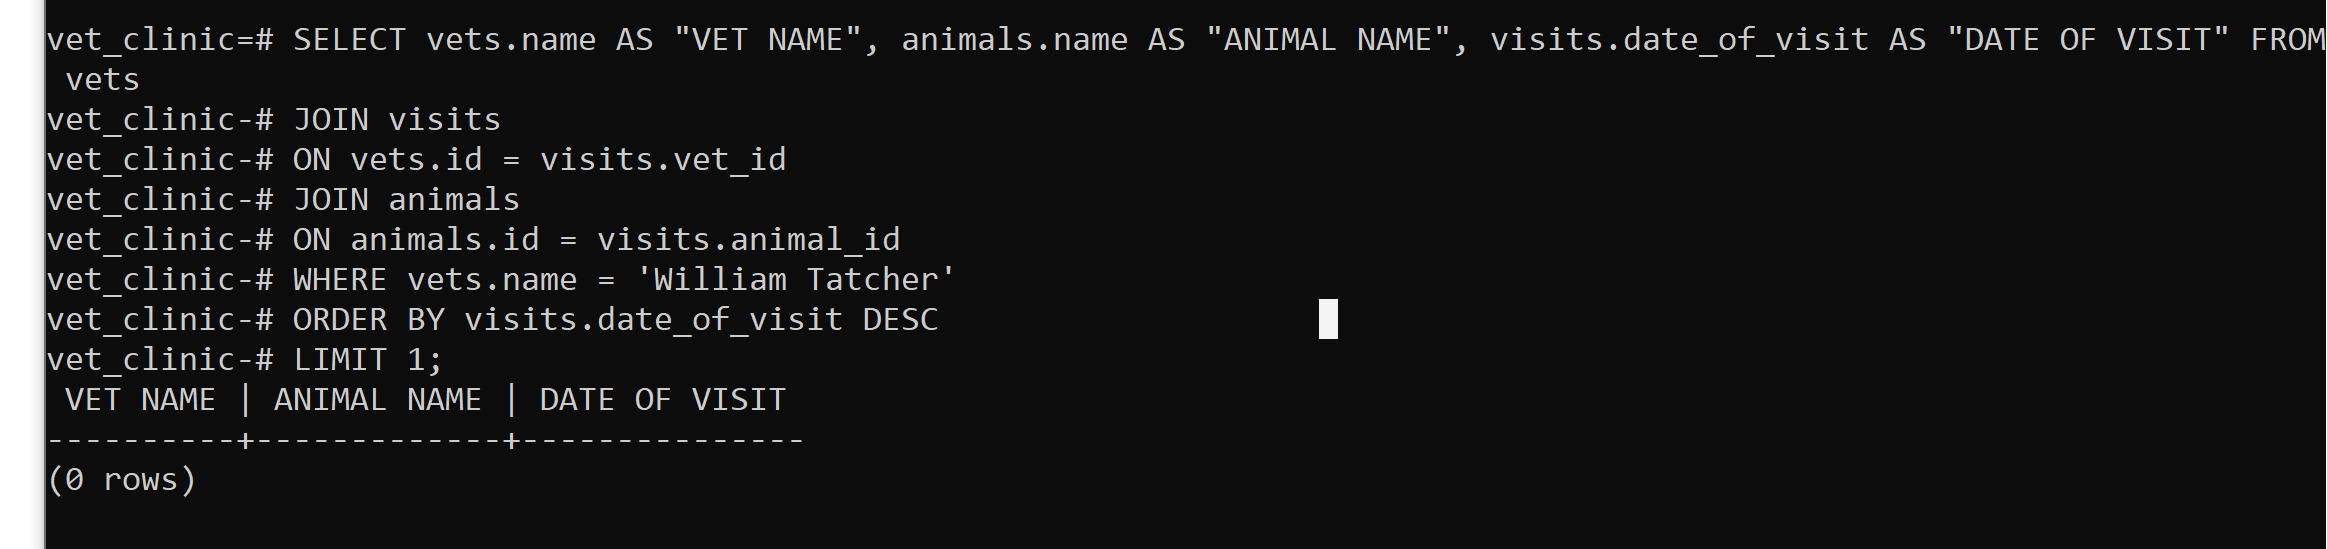 vet_clinic=# SELECT vets.name AS "VET NAME", animals.name AS "ANIMAL NAME", visits.date_of_visit AS "DATE OF VISIT" FROM
 vets
vet_clinic-# JOIN visits
vet_clinic-# ON vets.id = visits.vet_id
vet_clinic-# JOIN animals
vet_clinic-# ON animals.id = visits.animal_id
vet_clinic-# WHERE vets.name = 'William Tatcher'
vet_clinic-# ORDER BY visits.date_of_visit DESC
vet_clinic-# LIMIT 1;
 VET NAME | ANIMAL NAME | DATE OF VISIT
----------+-------------+---------------
(0 rows)